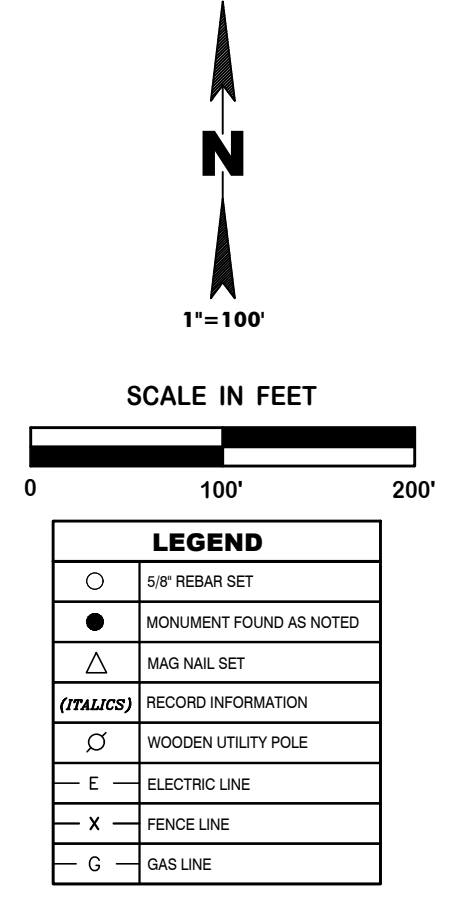 N
1"=100'
SCALE IN FEET
0 100' 200'
LEGEND
5/8" REBAR SET
MONUMENT FOUND AS NOTED
MAG NAIL SET
(ITALICS) RECORD INFORMATION
WOODEN UTILITY POLE
E ELECTRIC LINE
X FENCE LINE
G GAS LINE